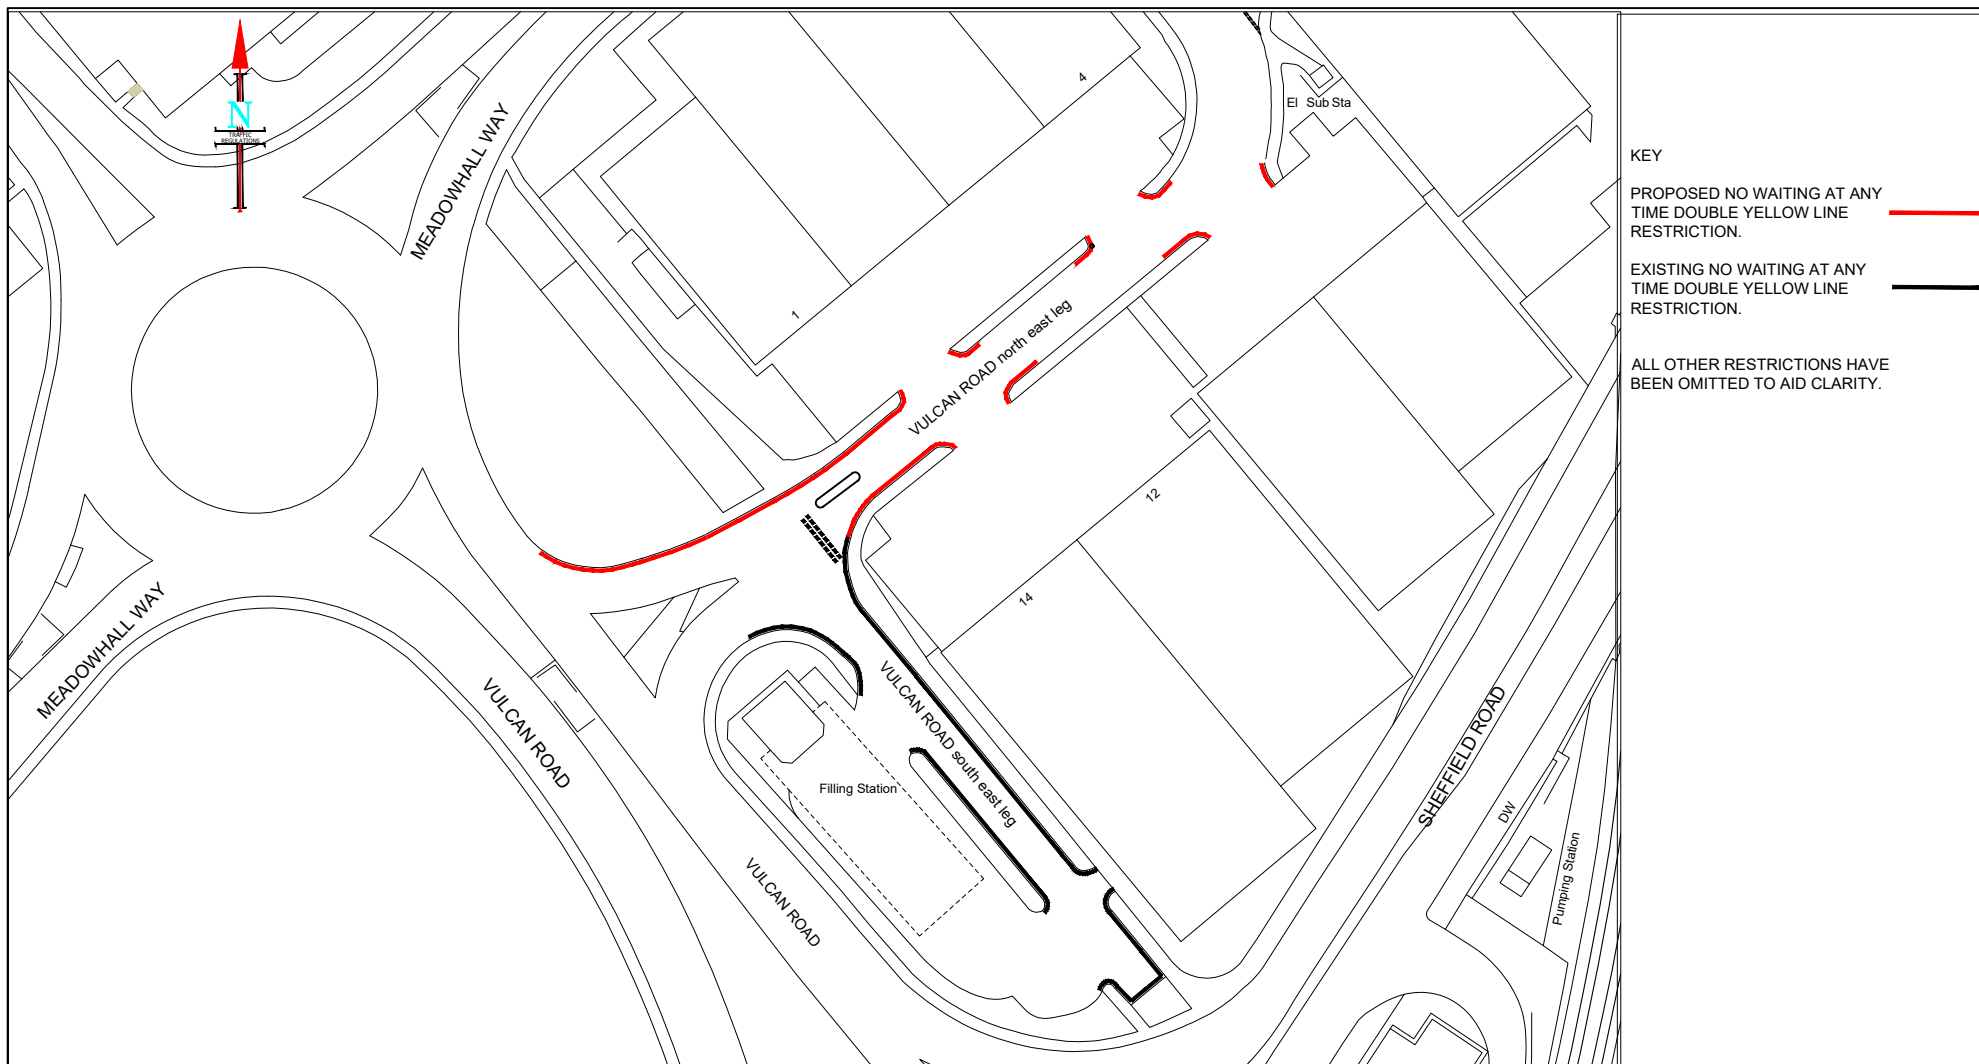 N
TRAFFIC
REGULATIONS
MEADOWHALL WAY
4
El Sub Sta
1
VULCAN ROAD north east leg
12
14
MEADOWHALL WAY
VULCAN ROAD
VULCAN ROAD south east leg
Filling Station
VULCAN ROAD
SHEFFIELD ROAD
DW
Pumping Station
KEY
PROPOSED NO WAITING AT ANY
TIME DOUBLE YELLOW LINE
RESTRICTION.
EXISTING NO WAITING AT ANY
TIME DOUBLE YELLOW LINE
RESTRICTION.
ALL OTHER RESTRICTIONS HAVE
BEEN OMITTED TO AID CLARITY.